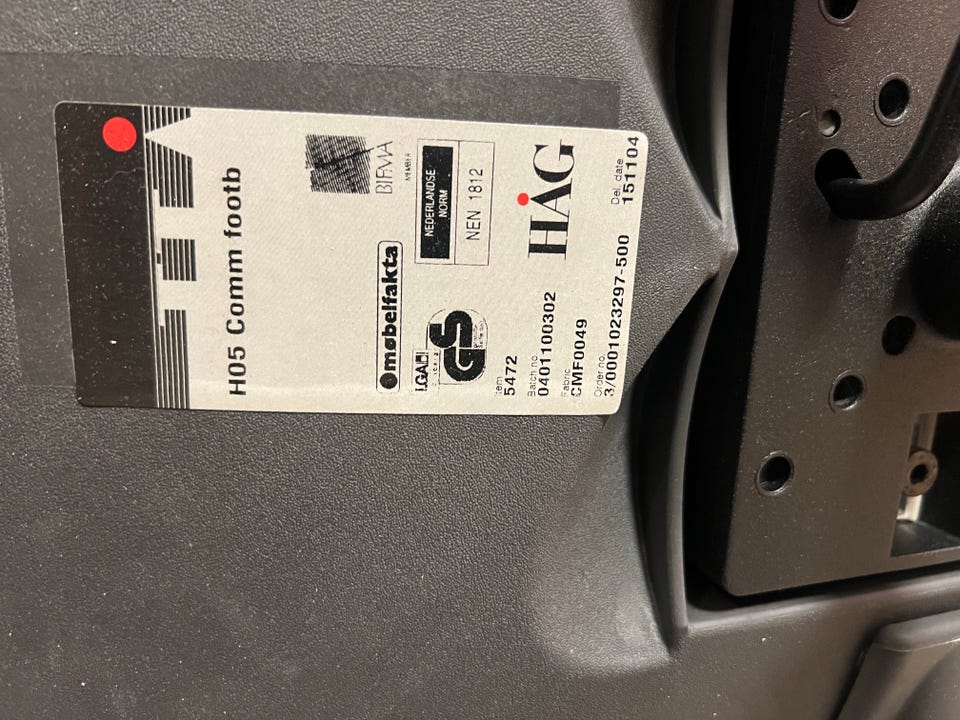 H05 Comm footb
BIFMA
MEMBER
møbelfakta
NEDERLANDSE
NORM
NEN 1812
LGA
GS
HÅG
Item
5472
Batch no.
0401100302
Fabric
CMF0049
Del. date
151104
Order no.
3/0001023297-500